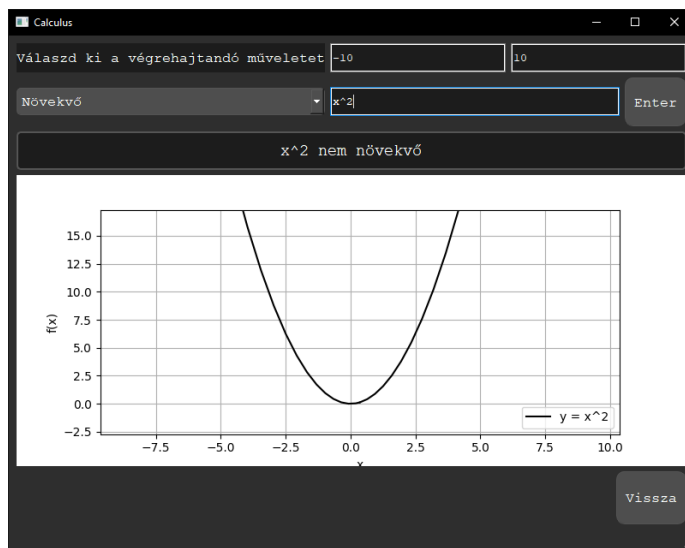 Calculus
Válaszd ki a végrehajtandó műveletet -10 10
Növekvő x^2 Enter
x^2 nem növekvő
15.0
12.5
10.0
7.5
5.0
2.5
0.0
−2.5
f(x)
y = x^2
−7.5 −5.0 −2.5 0.0 2.5 5.0 7.5 10.0
x
Vissza